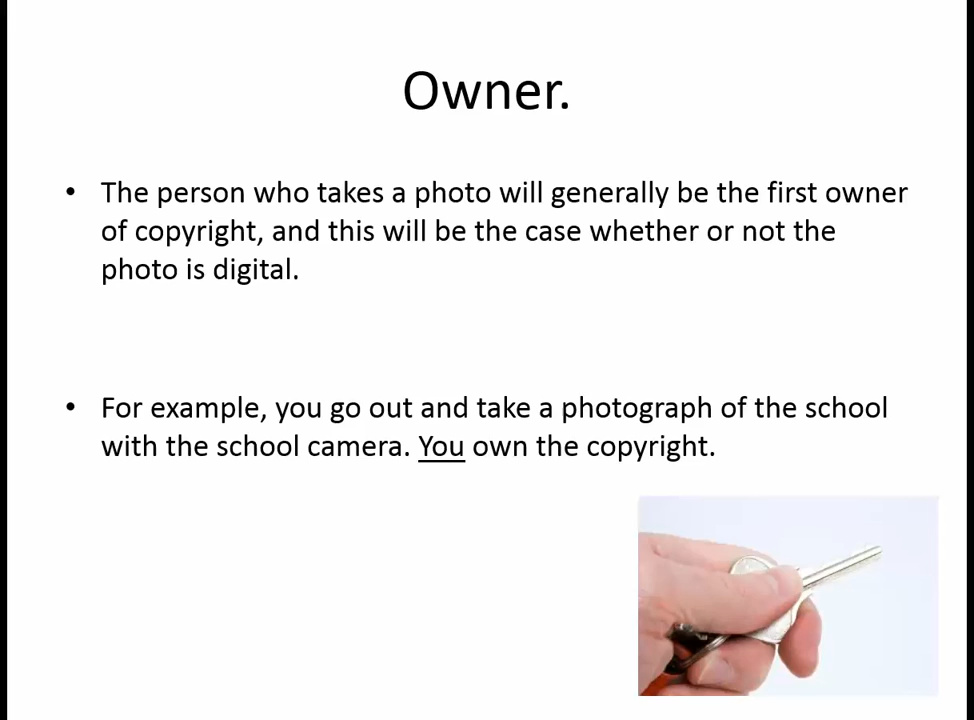 Owner.
• The person who takes a photo will generally be the first owner
of copyright, and this will be the case whether or not the
photo is digital.
• For example, you go out and take a photograph of the school
with the school camera. You own the copyright.